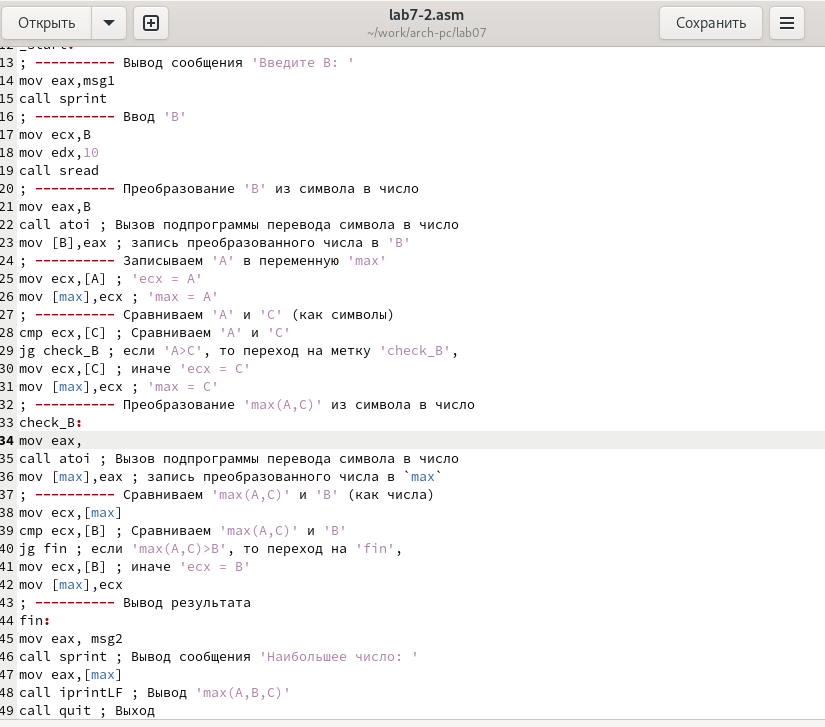 Открыть
lab7-2.asm
~/work/arch-pc/lab07
Сохранить
12 _start:
13 ; ---------- Вывод сообщения 'Введите B: '
14 mov eax,msg1
15 call sprint
16 ; ---------- Ввод 'B'
17 mov ecx,B
18 mov edx,10
19 call sread
20 ; ---------- Преобразование 'B' из символа в число
21 mov eax,B
22 call atoi ; Вызов подпрограммы перевода символа в число
23 mov [B],eax ; запись преобразованного числа в 'B'
24 ; ---------- Записываем 'A' в переменную 'max'
25 mov ecx,[A] ; 'ecx = A'
26 mov [max],ecx ; 'max = A'
27 ; ---------- Сравниваем 'A' и 'С' (как символы)
28 cmp ecx,[C] ; Сравниваем 'A' и 'С'
29 jg check_B ; если 'A>C', то переход на метку 'check_B',
30 mov ecx,[C] ; иначе 'ecx = C'
31 mov [max],ecx ; 'max = C'
32 ; ---------- Преобразование 'max(A,C)' из символа в число
33 check_B:
34 mov eax,
35 call atoi ; Вызов подпрограммы перевода символа в число
36 mov [max],eax ; запись преобразованного числа в `max`
37 ; ---------- Сравниваем 'max(A,C)' и 'B' (как числа)
38 mov ecx,[max]
39 cmp ecx,[B] ; Сравниваем 'max(A,C)' и 'B'
40 jg fin ; если 'max(A,C)>B', то переход на 'fin',
41 mov ecx,[B] ; иначе 'ecx = B'
42 mov [max],ecx
43 ; ---------- Вывод результата
44 fin:
45 mov eax, msg2
46 call sprint ; Вывод сообщения 'Наибольшее число: '
47 mov eax,[max]
48 call iprintLF ; Вывод 'max(A,B,C)'
49 call quit ; Выход